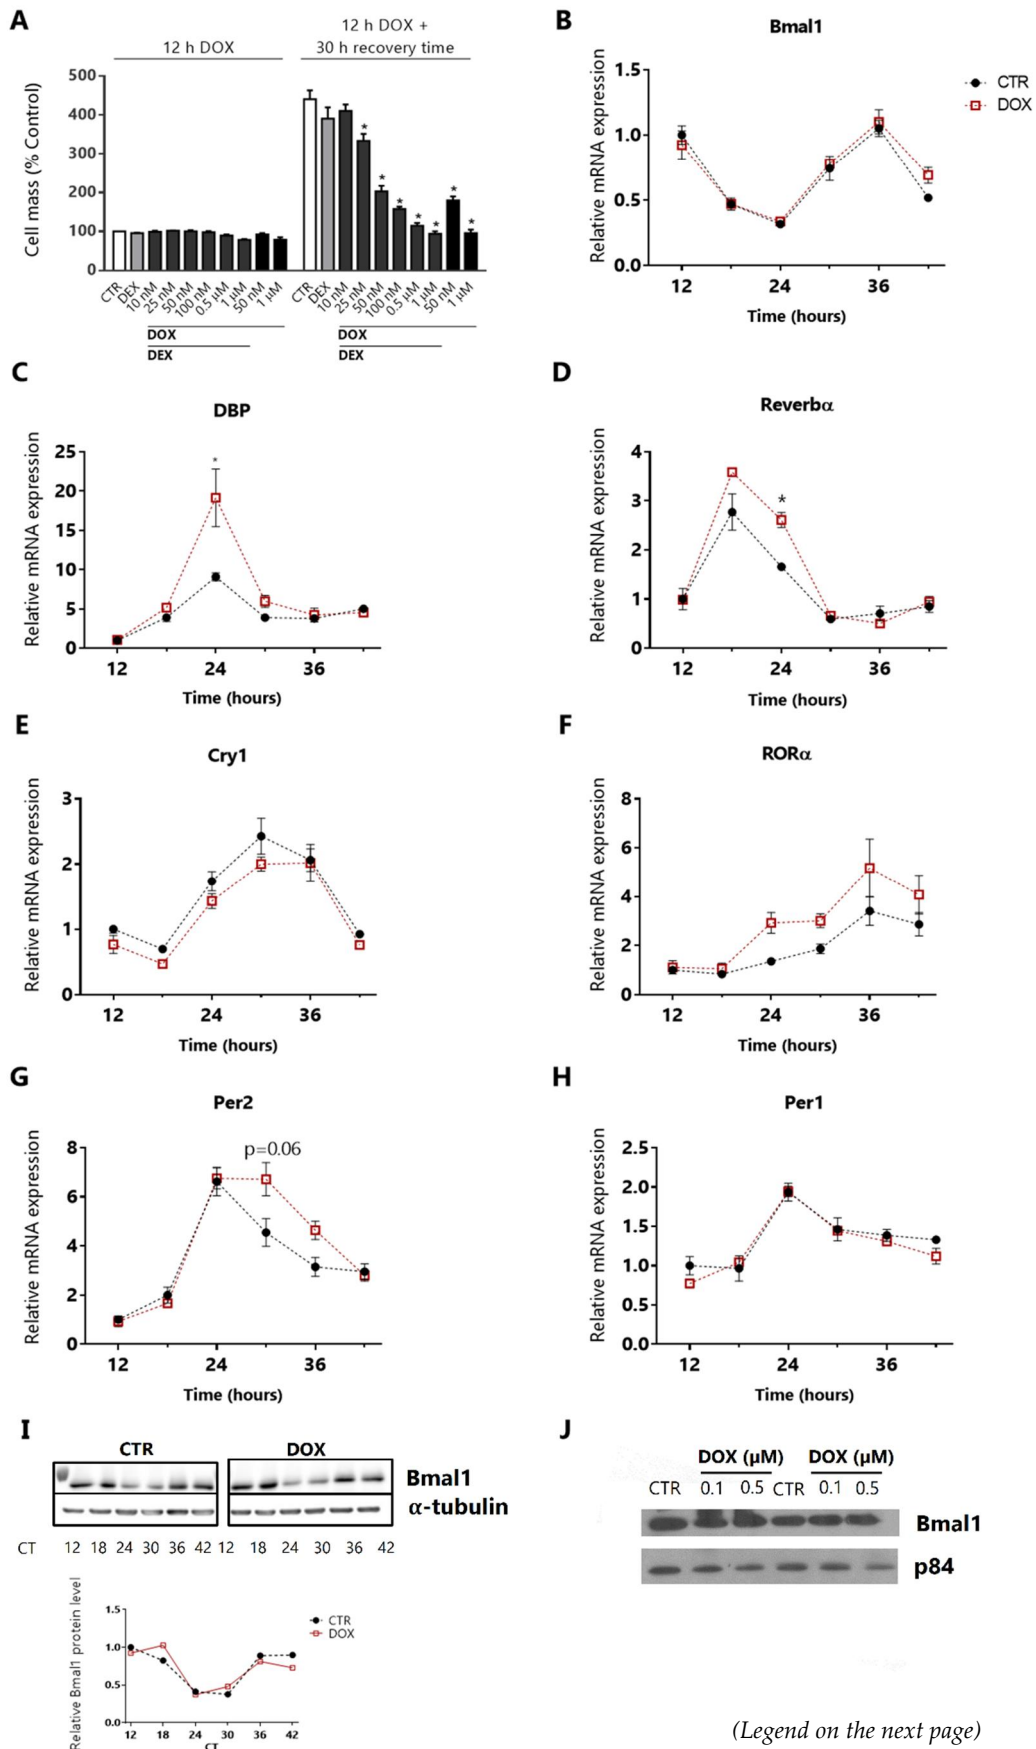 A
12 h DOX
12 h DOX +
30 h recovery time
Cell mass (% Control)
500
400
300
200
100
0
* * * * * * *
CTR DEX 10 nM 25 nM 50 nM 100 nM 0.5 µM 1 µM 50 nM 1 µM CTR DEX 10 nM 25 nM 50 nM 100 nM 0.5 µM 1 µM 50 nM 1 µM
DOX DOX
DEX DEX
B
Bmal1
Relative mRNA expression
1.5
1.0
0.5
0.0
12 24 36
Time (hours)
CTR
DOX
C
DBP
Relative mRNA expression
25
20
15
10
5
0
*
12 24 36
Time (hours)
D
Reverbα
Relative mRNA expression
4
3
2
1
0
*
12 24 36
Time (hours)
E
Cry1
Relative mRNA expression
3
2
1
0
12 24 36
Time (hours)
F
RORα
Relative mRNA expression
8
6
4
2
0
12 24 36
Time (hours)
G
Per2
Relative mRNA expression
8
6
4
2
0
p=0.06
12 24 36
Time (hours)
H
Per1
Relative mRNA expression
2.5
2.0
1.5
1.0
0.5
0.0
12 24 36
Time (hours)
I
CTR DOX
Bmal1
α-tubulin
CT 12 18 24 30 36 42 12 18 24 30 36 42
Relative Bmal1 protein level
1.5
1.0
0.5
0.0
12 18 24 30 36 42
CT
CTR
DOX
J
DOX (µM) DOX (µM)
CTR 0.1 0.5 CTR 0.1 0.5
Bmal1
p84
(Legend on the next page)